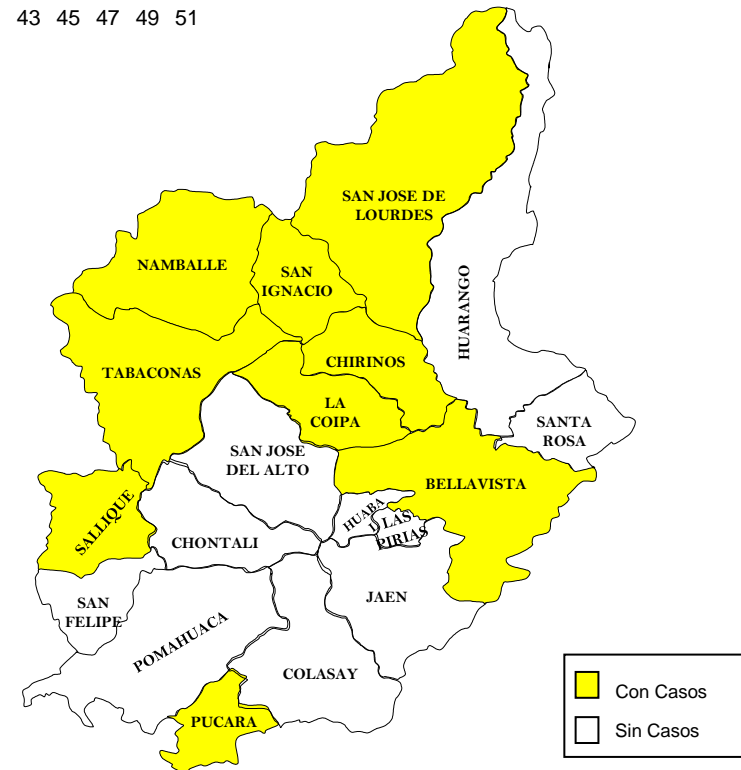 43 45 47 49 51
SAN JOSE DE
LOURDES
NAMBALLE
SAN
IGNACIO
HUARANGO
CHIRINOS
TABACONAS
LA
COIPA
SANTA
ROSA
SAN JOSE
DEL ALTO
BELLAVISTA
SALLIQUE
HUABA
L
LAS
PIRIAS
CHONTALI
JAEN
SAN
FELIPE
POMAHUACA
COLASAY
PUCARA
Con Casos
Sin Casos